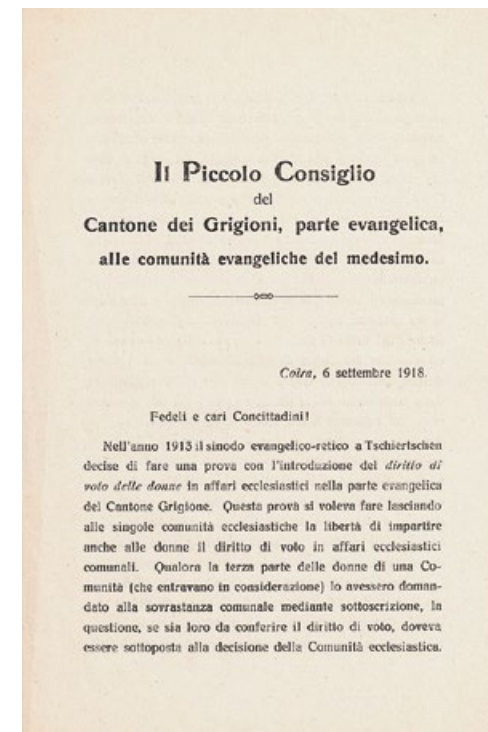 Il Piccolo Consiglio
del
Cantone dei Grigioni, parte evangelica,
alle comunità evangeliche del medesimo.
Coira, 6 settembre 1918.
Fedeli e cari Concittadini!
Nell'anno 1913 il sinodo evangelico-retico a Tschiertschen
decise di fare una prova con l'introduzione del diritto di
voto delle donne in affari ecclesiastici nella parte evangelica
del Cantone Grigione. Questa prova si voleva fare lasciando
alle singole comunità ecclesiastiche la libertà di impartire
anche alle donne il diritto di voto in affari ecclesiastici
comunali. Qualora la terza parte delle donne di una Co-
munità (che entravano in considerazione) lo avessero doman-
dato alla sovrastanza comunale mediante sottoscrizione, la
questione, se sia loro da conferire il diritto di voto, doveva
essere sottoposta alla decisione della Comunità ecclesiastica.